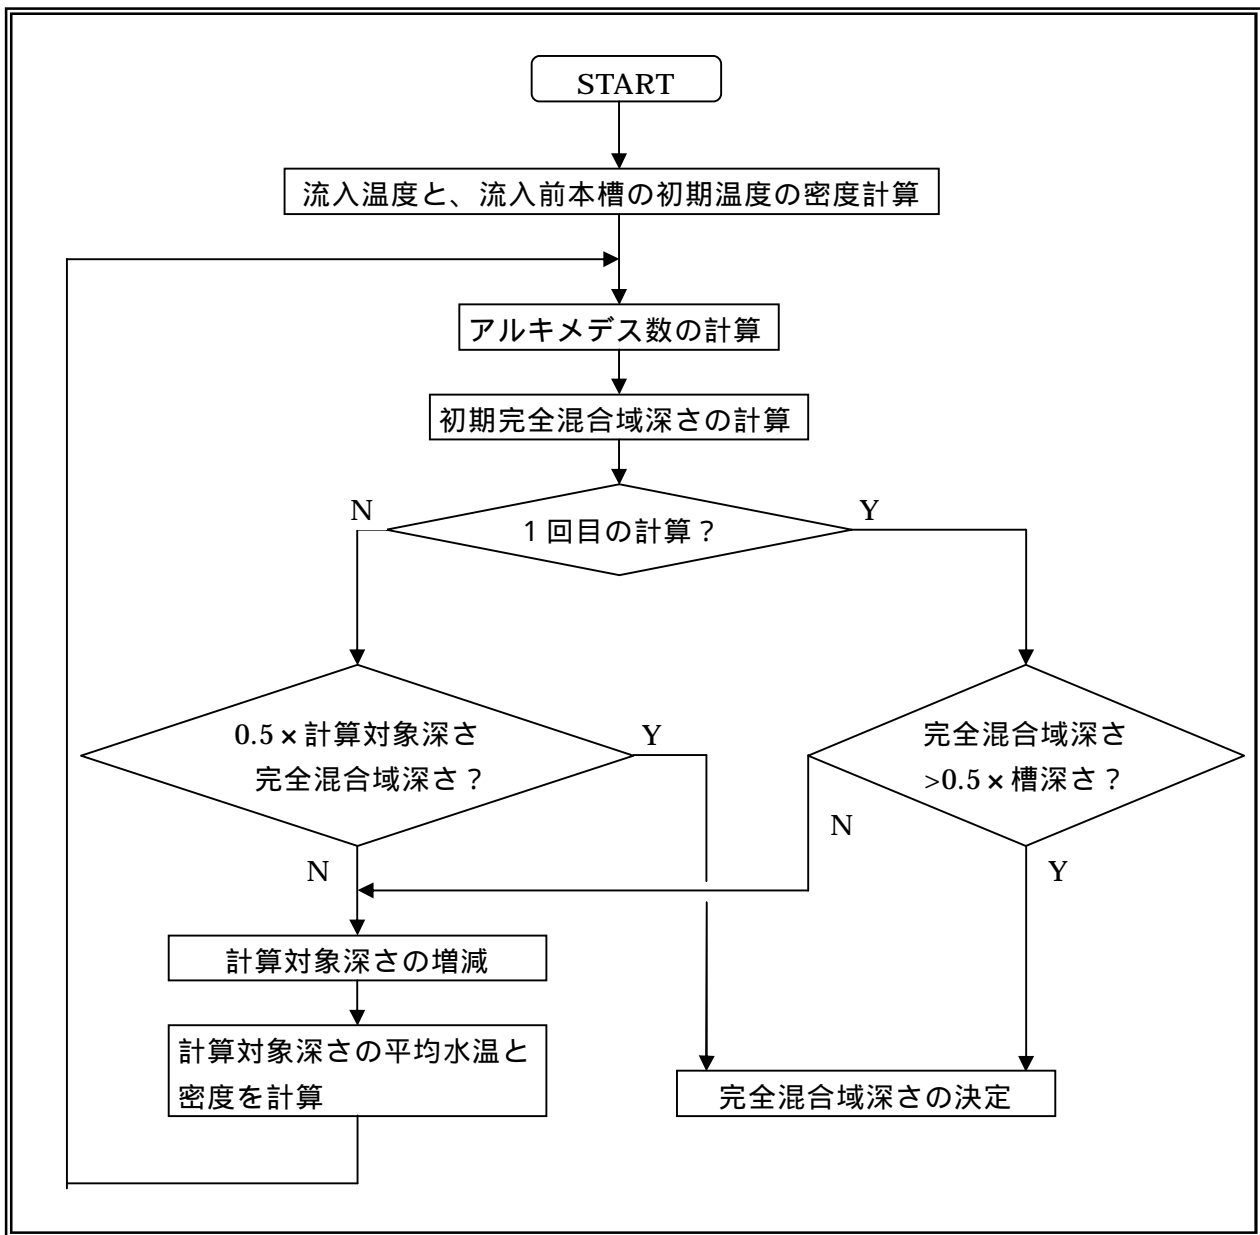 START
流入温度と、流入前本槽の初期温度の密度計算
アルキメデス数の計算
初期完全混合域深さの計算
N
Y
1回目の計算？
0.5×計算対象深さ
完全混合域深さ？
Y
完全混合域深さ
>0.5×槽深さ？
N
N
Y
計算対象深さの増減
計算対象深さの平均水温と
密度を計算
完全混合域深さの決定